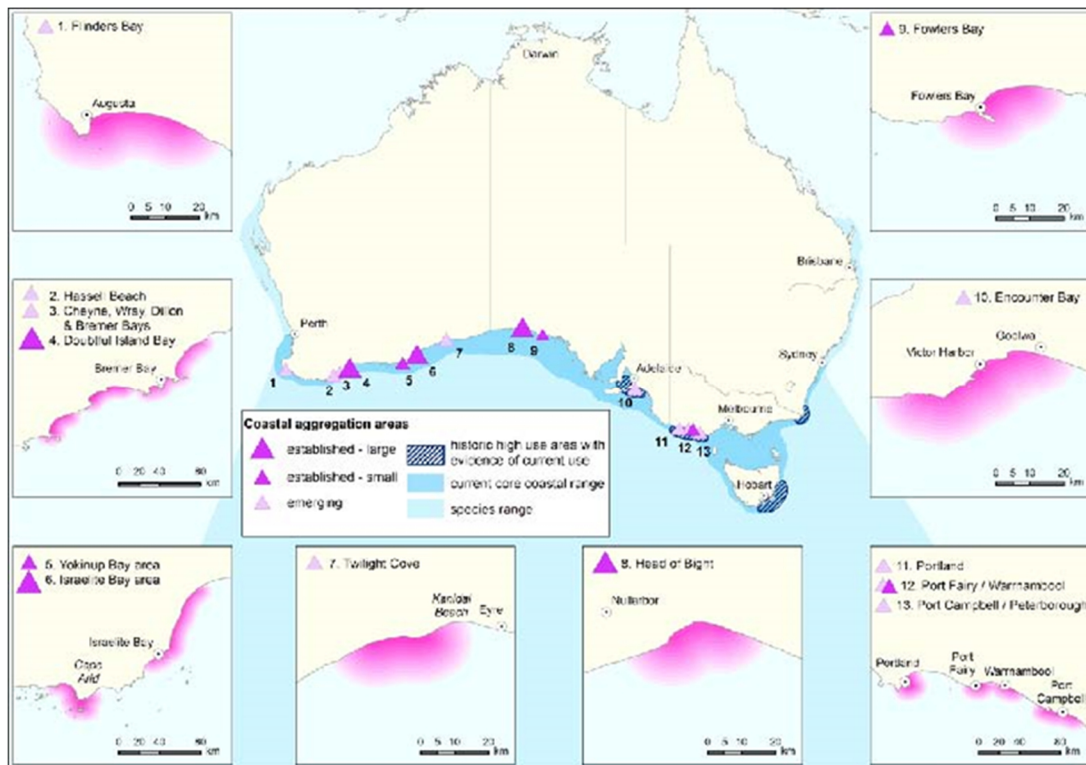 1. Flinders Bay
Augusta
0 5 10 20
km
Darwin
9. Fowlers Bay
Fowlers Bay
0 5 10 20
km
2. Hassell Beach
3. Cheyne, Wray, Dillon
& Bremer Bays
4. Doubtful Island Bay
Bremer Bay
0 20 40 80
km
Perth
Brisbane
Sydney
Adelaide
Melbourne
Hobart
1
2
3
4
5
6
7
8
9
10
11
12
13
10. Encounter Bay
Goolwa
Victor Harbor
0 5 10 20
km
Coastal aggregation areas
established - large
established - small
emerging
historic high use area with
evidence of current use
current core coastal range
species range
5. Yokinup Bay area
6. Israelite Bay area
Israelite Bay
Cape
Arid
0 20 40 80
km
7. Twilight Cove
Kanidal
Beach
Eyre
0 5 10 20
km
8. Head of Bight
Nullarbor
0 5 10 20
km
11. Portland
12. Port Fairy / Warrnambool
13. Port Campbell / Peterborough
Portland
Port
Fairy
Warrnambool
Port
Campbell
0 20 40 80
km